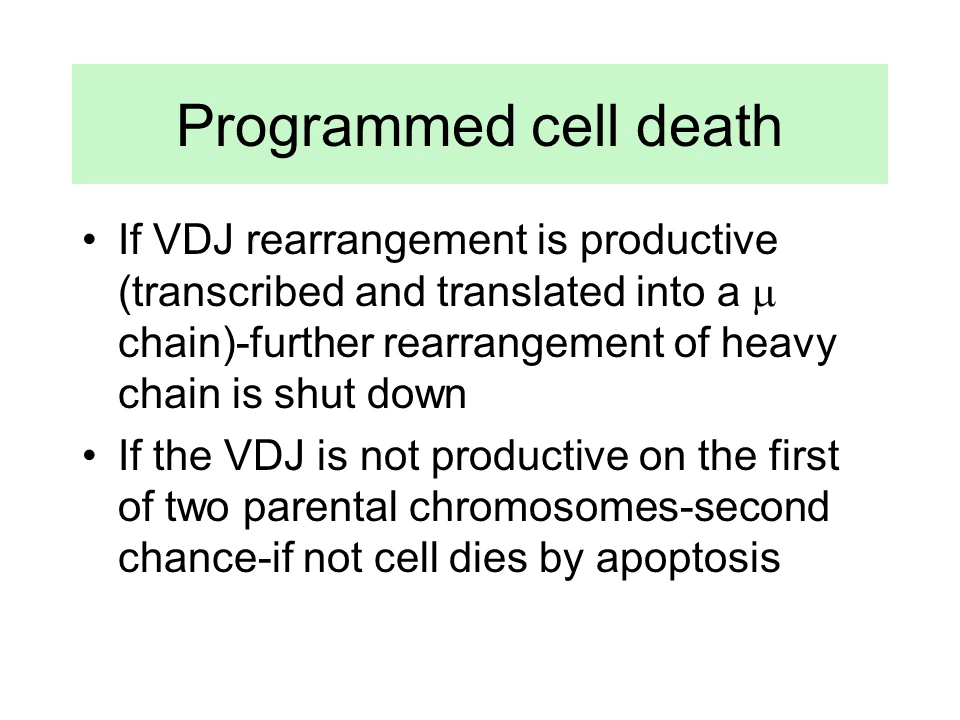 Programmed cell death
• If VDJ rearrangement is productive
(transcribed and translated into a μ
chain)-further rearrangement of heavy
chain is shut down
• If the VDJ is not productive on the first
of two parental chromosomes-second
chance-if not cell dies by apoptosis